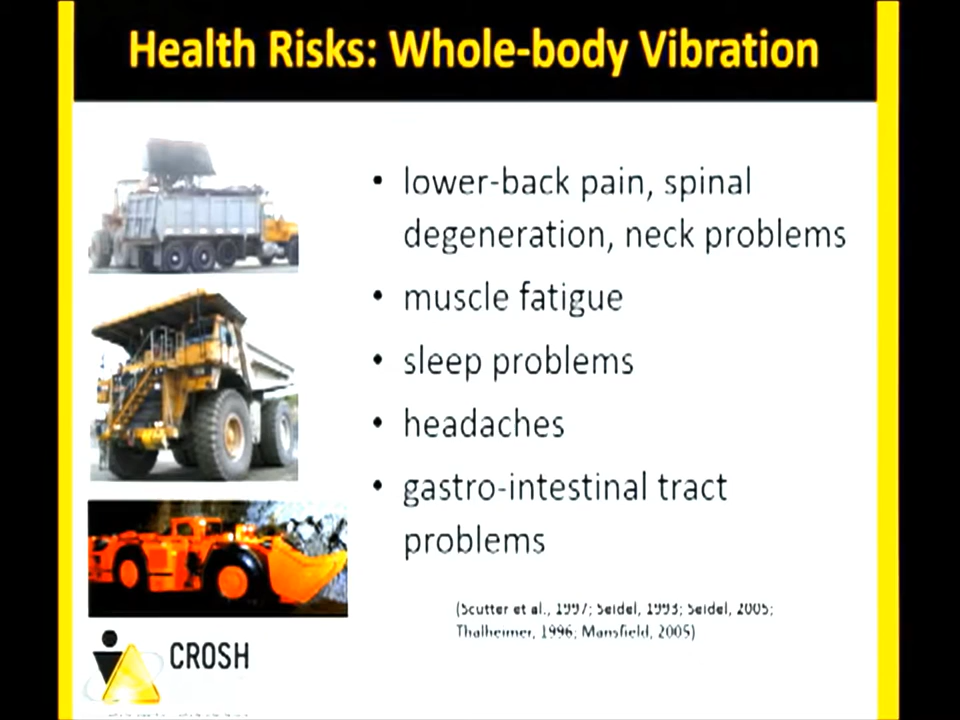 Health Risks: Whole-body Vibration
• lower-back pain, spinal
degeneration, neck problems
• muscle fatigue
• sleep problems
• headaches
• gastro-intestinal tract
problems
(Scutter et al., 1997; Seidel, 1993; Seidel, 2005;
Thalheimer, 1996; Mansfield, 2005)
CROSH